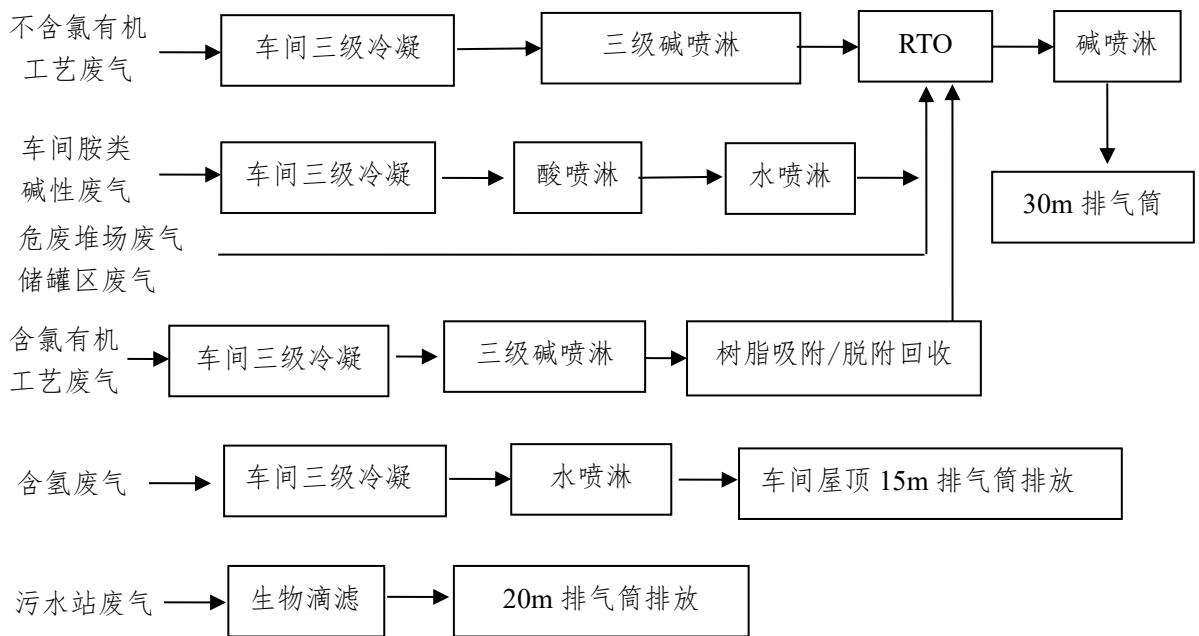 不含氯有机
工艺废气
车间三级冷凝
三级碱喷淋
RTO
碱喷淋
30m 排气筒
车间胺类
碱性废气
车间三级冷凝
酸喷淋
水喷淋
危废堆场废气
储罐区废气
含氯有机
工艺废气
车间三级冷凝
三级碱喷淋
树脂吸附/脱附回收
含氢废气
车间三级冷凝
水喷淋
车间屋顶 15m 排气筒排放
污水站废气
生物滴滤
20m 排气筒排放